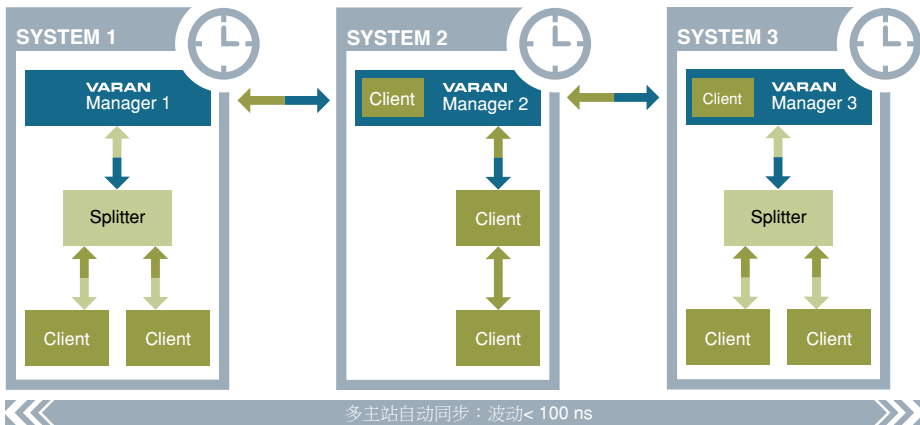 SYSTEM 1
VARAN
Manager 1
Splitter
Client
Client
SYSTEM 2
Client
VARAN
Manager 2
Client
Client
SYSTEM 3
Client
VARAN
Manager 3
Splitter
Client
Client
多主站自动同步：波动< 100 ns